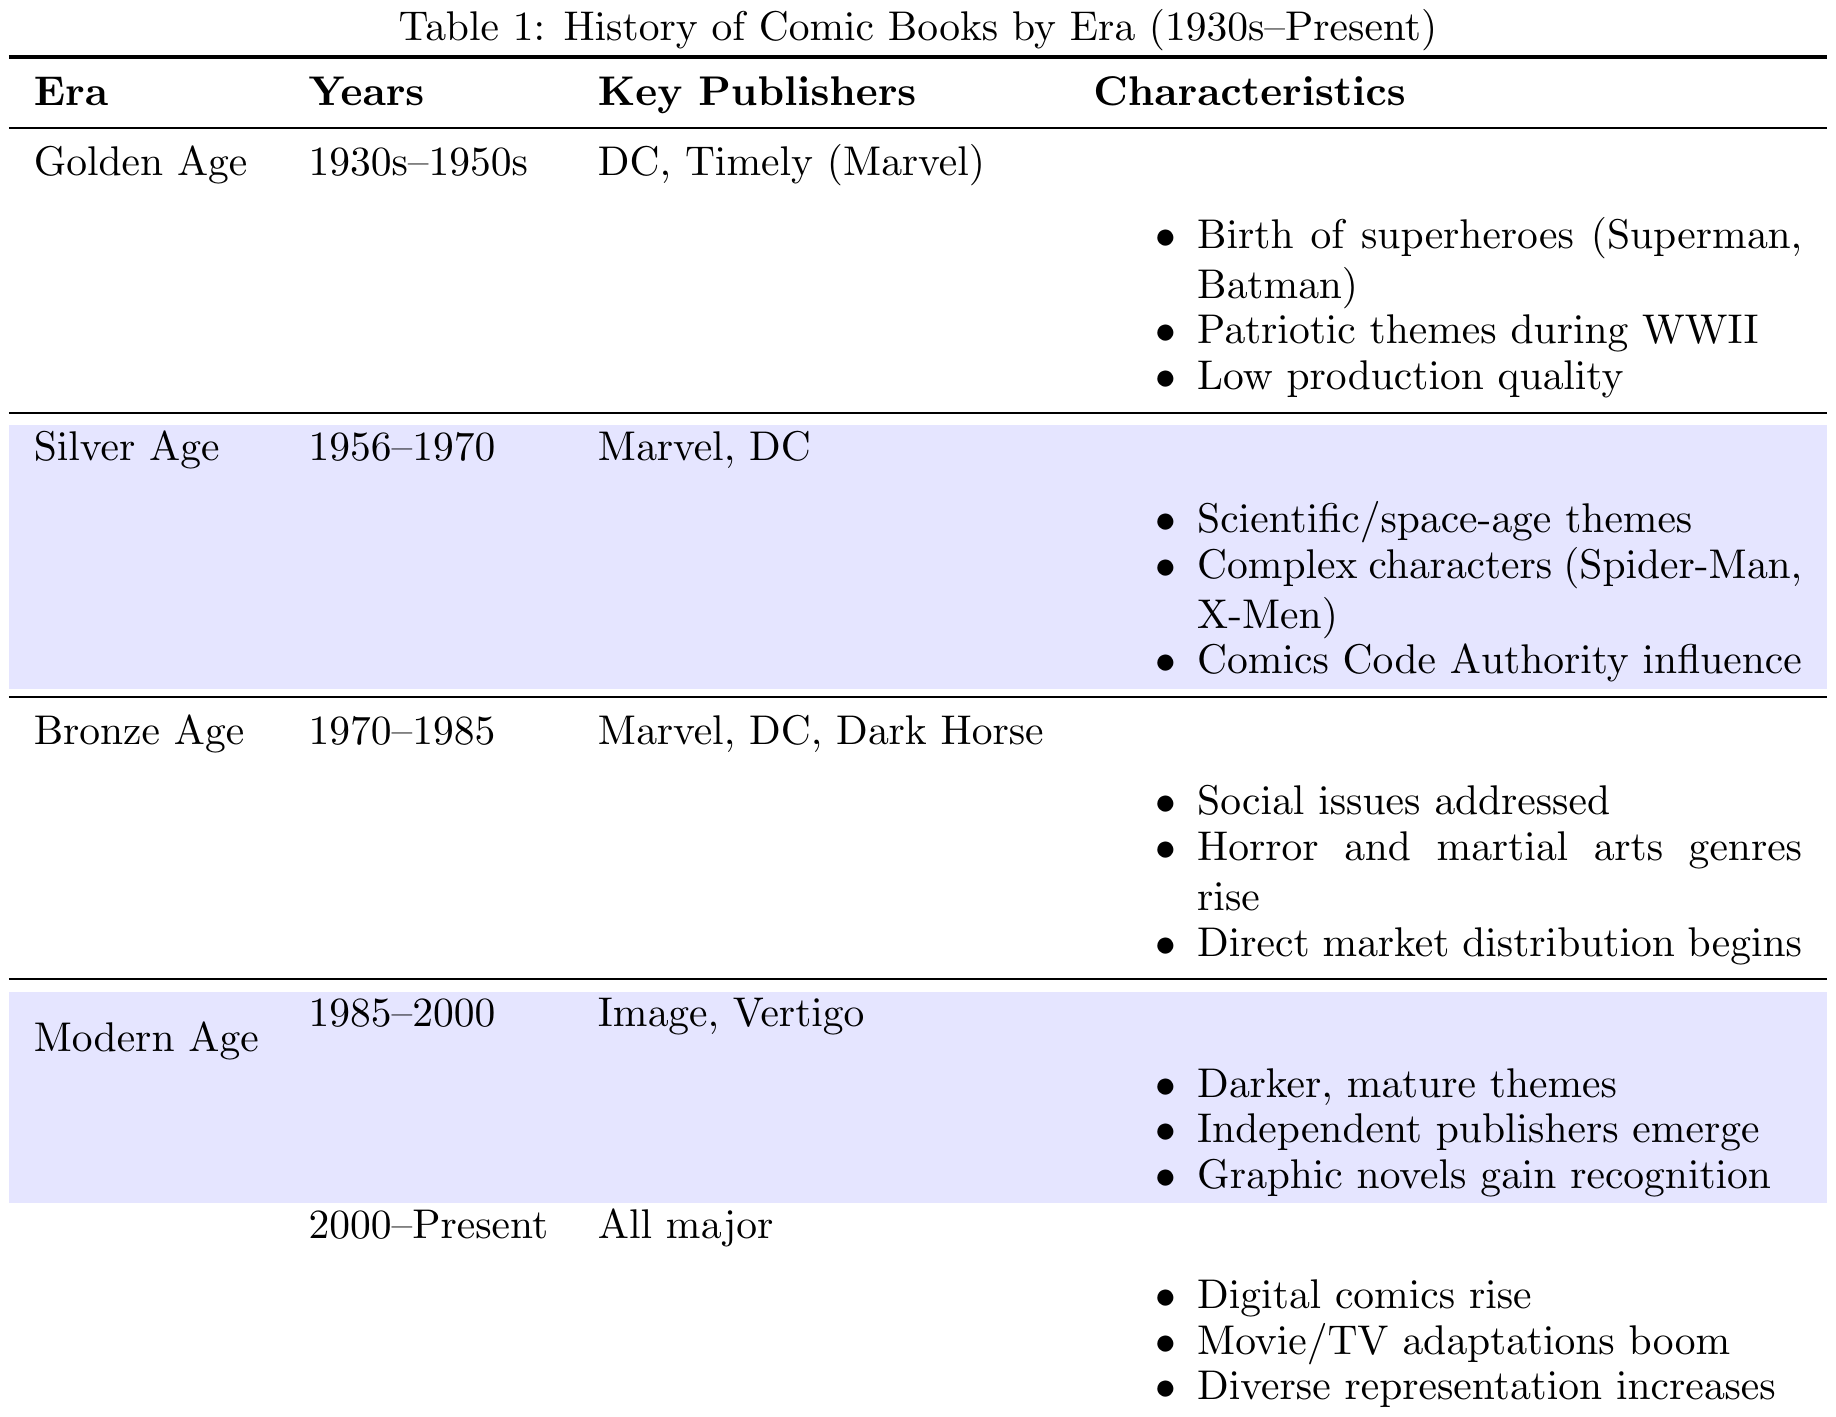 Table 1: History of Comic Books by Era (1930s–Present)
Era Years Key Publishers Characteristics
Golden Age 1930s–1950s DC, Timely (Marvel)
• Birth of superheroes (Superman,
Batman)
• Patriotic themes during WWII
• Low production quality
Silver Age 1956–1970 Marvel, DC
• Scientific/space-age themes
• Complex characters (Spider-Man,
X-Men)
• Comics Code Authority influence
Bronze Age 1970–1985 Marvel, DC, Dark Horse
• Social issues addressed
• Horror and martial arts genres
rise
• Direct market distribution begins
Modern Age 1985–2000 Image, Vertigo
• Darker, mature themes
• Independent publishers emerge
• Graphic novels gain recognition
2000–Present All major
• Digital comics rise
• Movie/TV adaptations boom
• Diverse representation increases